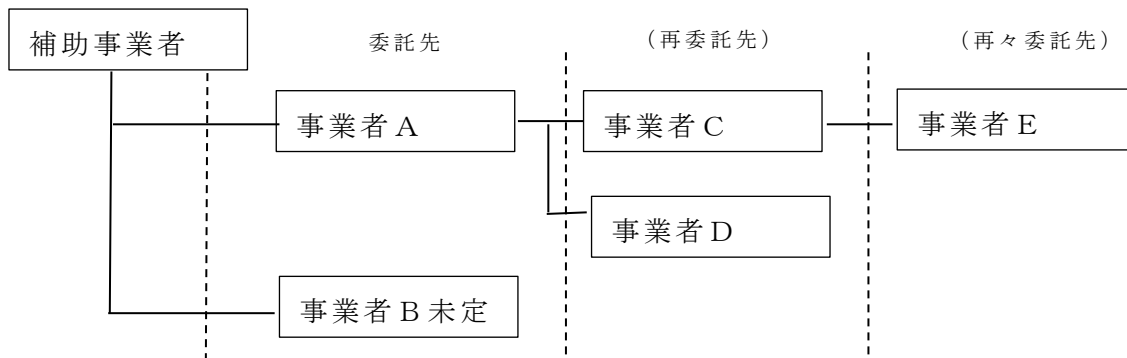 補助事業者
委託先
(再委託先)
(再々委託先)
事業者A
事業者C
事業者E
事業者D
事業者B未定